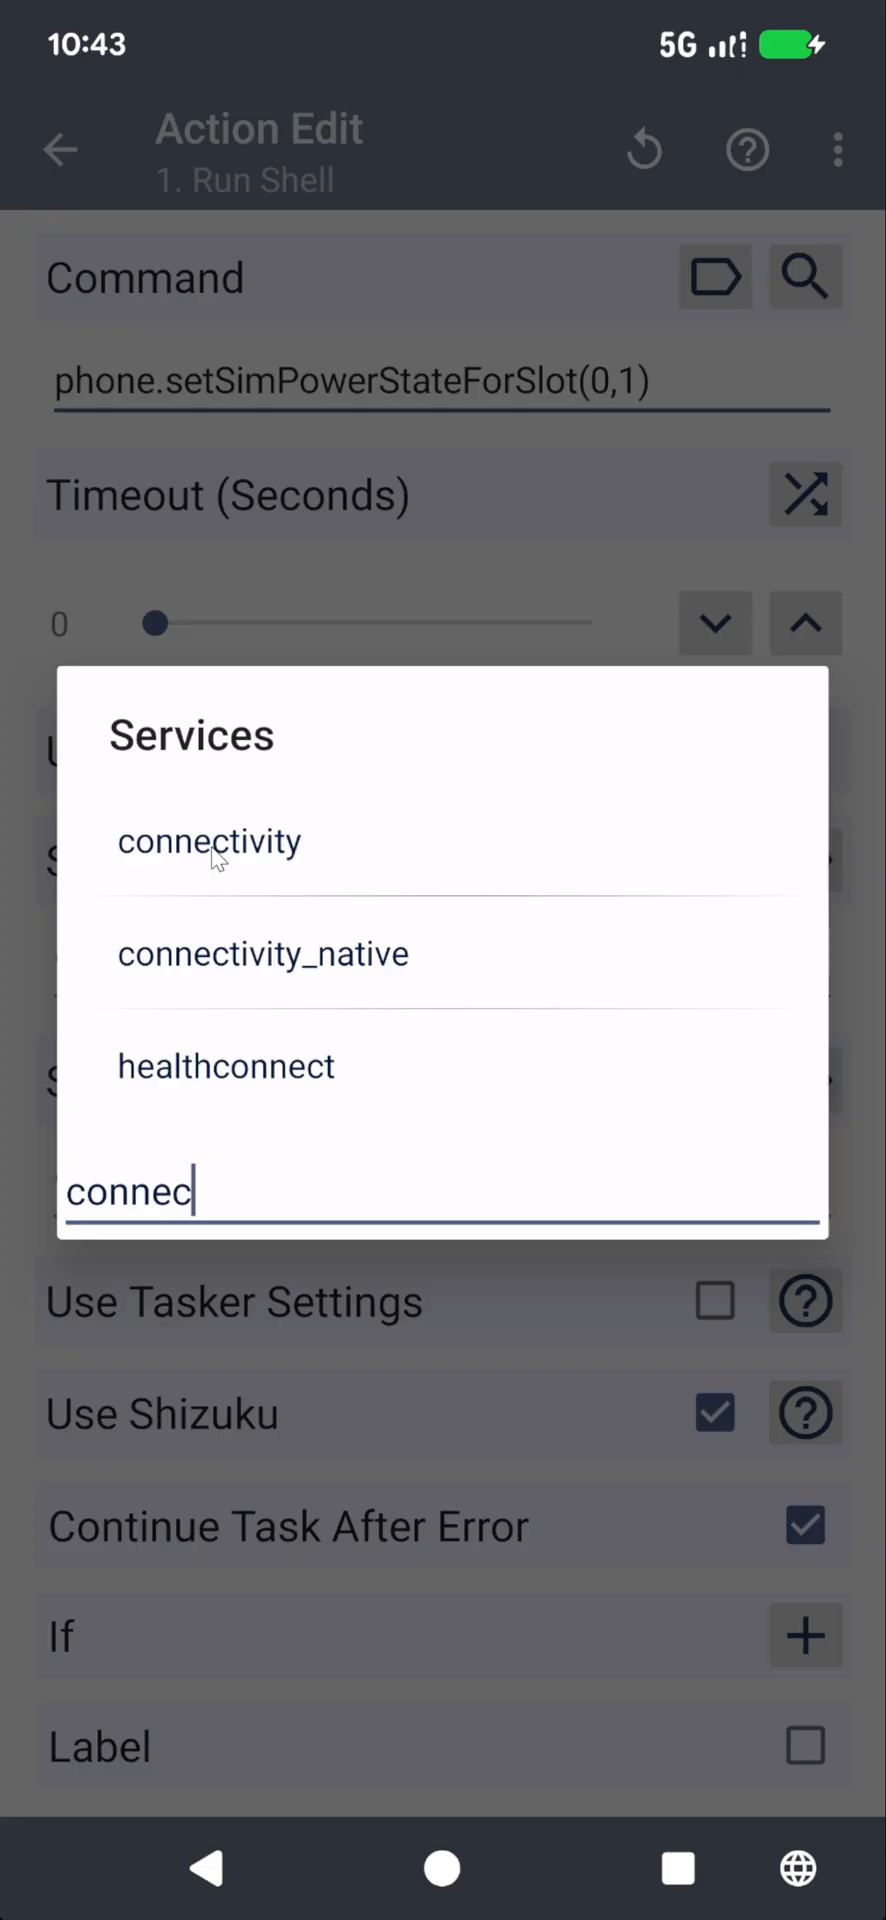 10:43
5G
Action Edit
1. Run Shell
Command
phone.setSimPowerStateForSlot(0,1)
Timeout (Seconds)
0
Services
connectivity
connectivity_native
healthconnect
connec
Use Tasker Settings
Use Shizuku
Continue Task After Error
If
Label